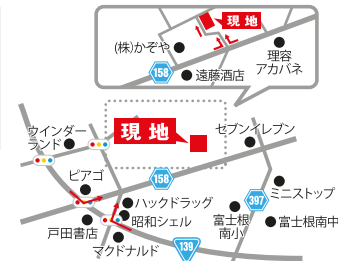 現地
(株)かぞや
理容
アカバネ
158
遠藤酒店
ウインダー
ランド
現地
セブンイレブン
ピアゴ
158
ハックドラッグ
ミニストップ
397
昭和シェル
富士根
南小
富士根南中
戸田書店
マクドナルド
139